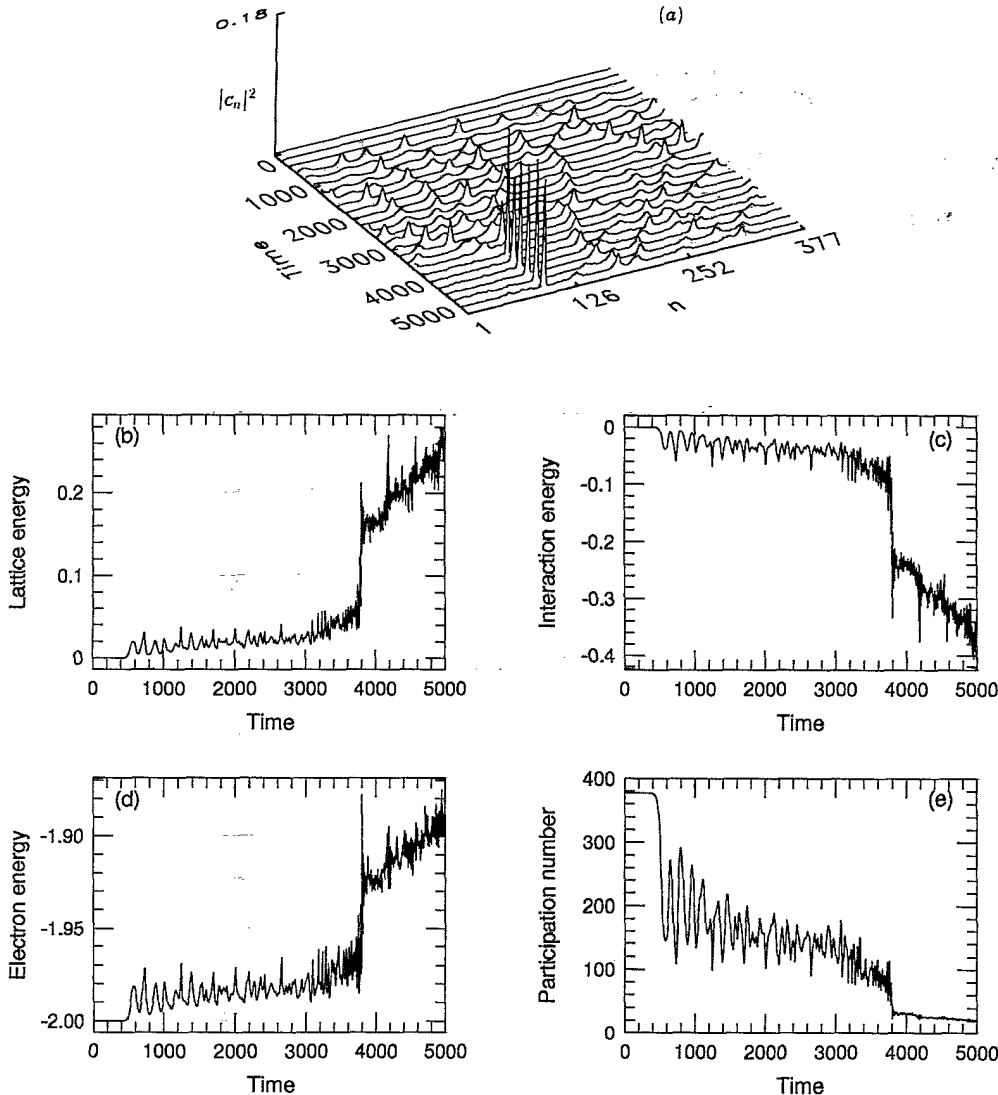 (a)
0.18
|cₙ|²
0
1000
2000
3000
4000
5000
Time
1
126
252
377
n
(b)
Lattice energy
0.2
0.1
0
0 1000 2000 3000 4000 5000
Time
(c)
Interaction energy
0
-0.1
-0.2
-0.3
-0.4
0 1000 2000 3000 4000 5000
Time
(d)
Electron energy
-1.90
-1.95
-2.00
0 1000 2000 3000 4000 5000
Time
(e)
Participation number
400
300
200
100
0
0 1000 2000 3000 4000 5000
Time